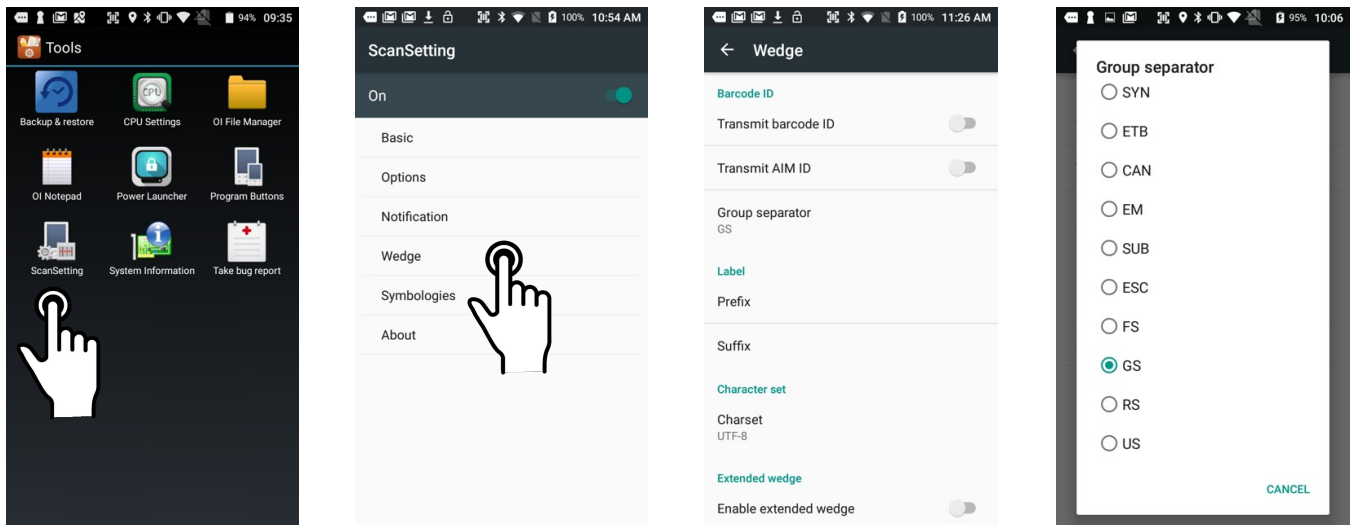 94% 09:35
Tools
Backup & restore
CPU
CPU Settings
OI File Manager
OI Notepad
Power Launcher
Program Buttons
ScanSetting
System Information
Take bug report
100% 10:54 AM
ScanSetting
On
Basic
Options
Notification
Wedge
Symbologies
About
100% 11:26 AM
Wedge
Barcode ID
Transmit barcode ID
Transmit AIM ID
Group separator
GS
Label
Prefix
Suffix
Character set
Charset
UTF-8
Extended wedge
Enable extended wedge
95% 10:06
Group separator
SYN
ETB
CAN
EM
SUB
ESC
FS
GS
RS
US
CANCEL